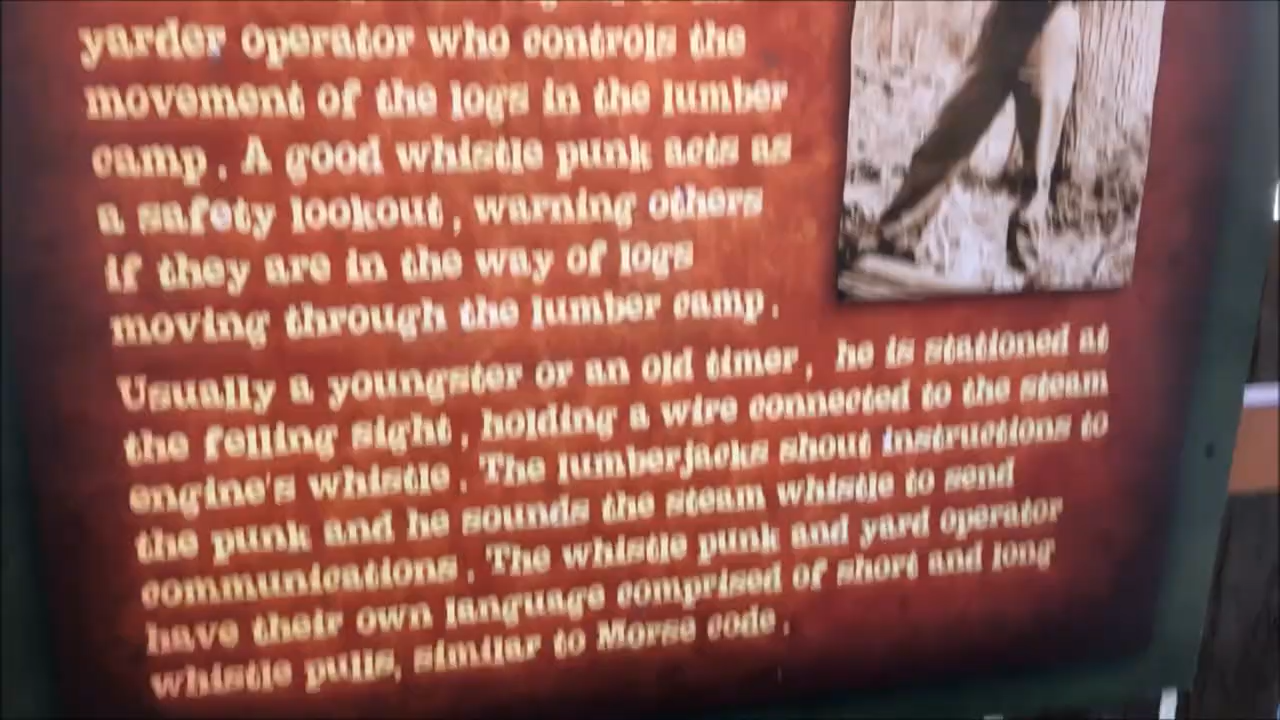 yarder operator who controls the
movement of the logs in the lumber
camp. A good whistle punk acts as
a safety lookout, warning others
if they are in the way of logs
moving through the lumber camp.
Usually a youngster or an old timer, he is stationed at
the felling sight, holding a wire connected to the steam
engine's whistle. The lumberjacks shout instructions to
the punk and he sounds the steam whistle to send
communications. The whistle punk and yard operator
have their own language comprised of short and long
whistle pulls, similar to Morse code.